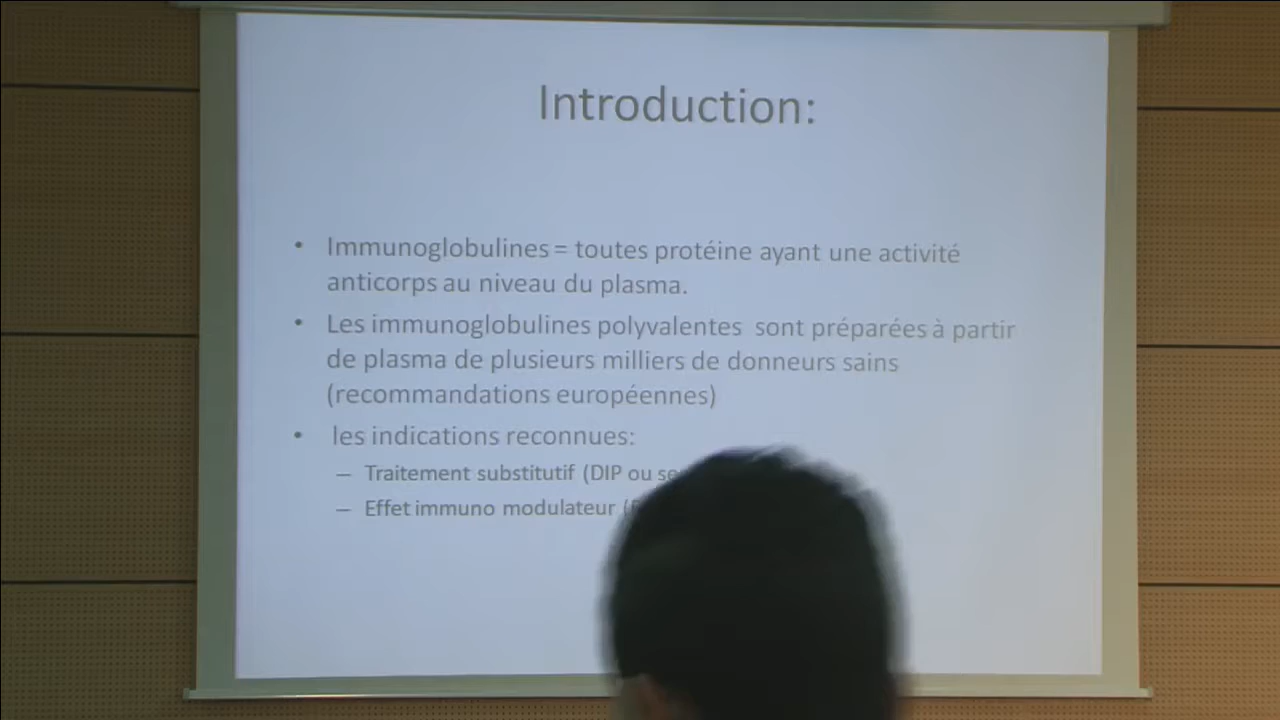 Introduction:
• Immunoglobulines = toutes protéine ayant une activité
anticorps au niveau du plasma.
• Les immunoglobulines polyvalentes sont préparées à partir
de plasma de plusieurs milliers de donneurs sains
(recommandations européennes)
• les indications reconnues:
– Traitement substitutif (DIP ou
– Effet immuno modulateur